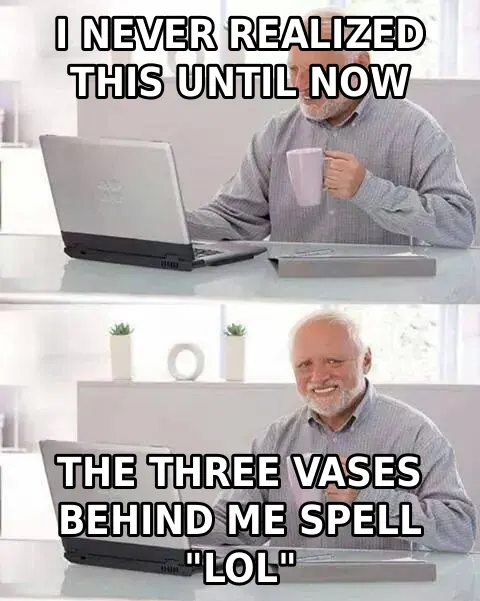 I NEVER REALIZED
THIS UNTIL NOW
THE THREE VASES
BEHIND ME SPELL
"LOL"